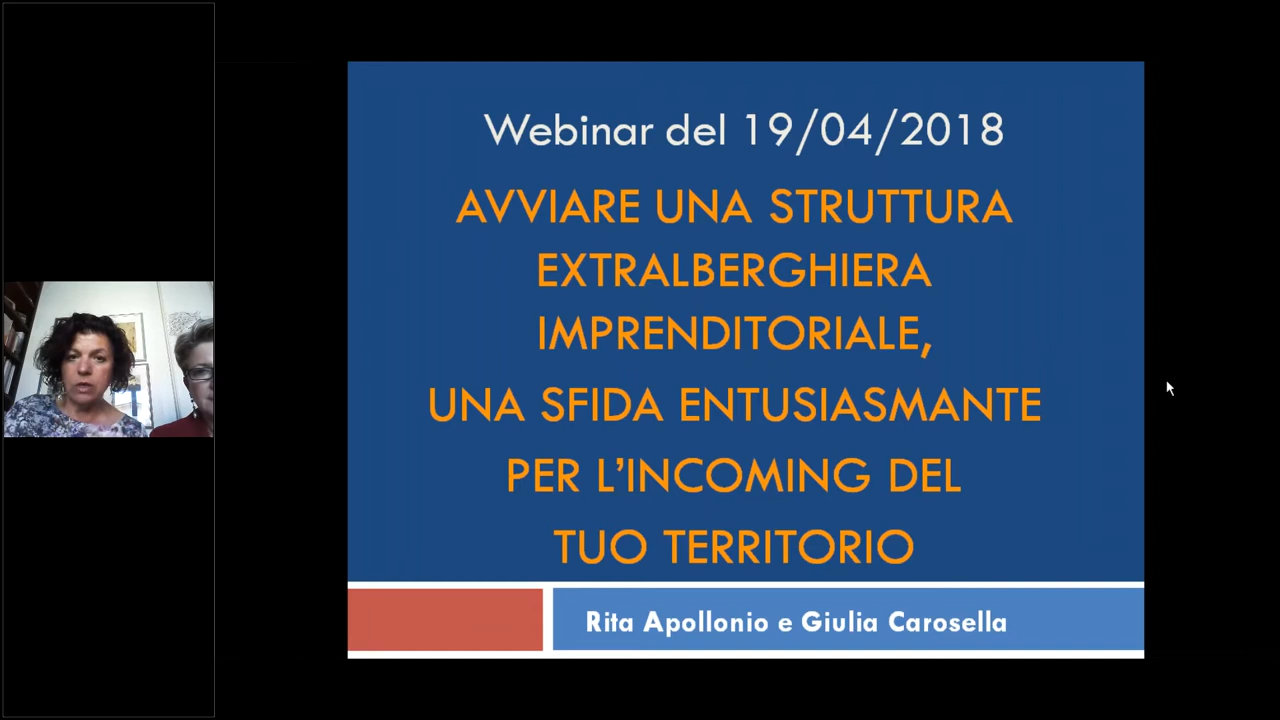 Webinar del 19/04/2018
AVVIARE UNA STRUTTURA
EXTRALBERGHIERA
IMPRENDITORIALE,
UNA SFIDA ENTUSIASMANTE
PER L’INCOMING DEL
TUO TERRITORIO
Rita Apollonio e Giulia Carosella